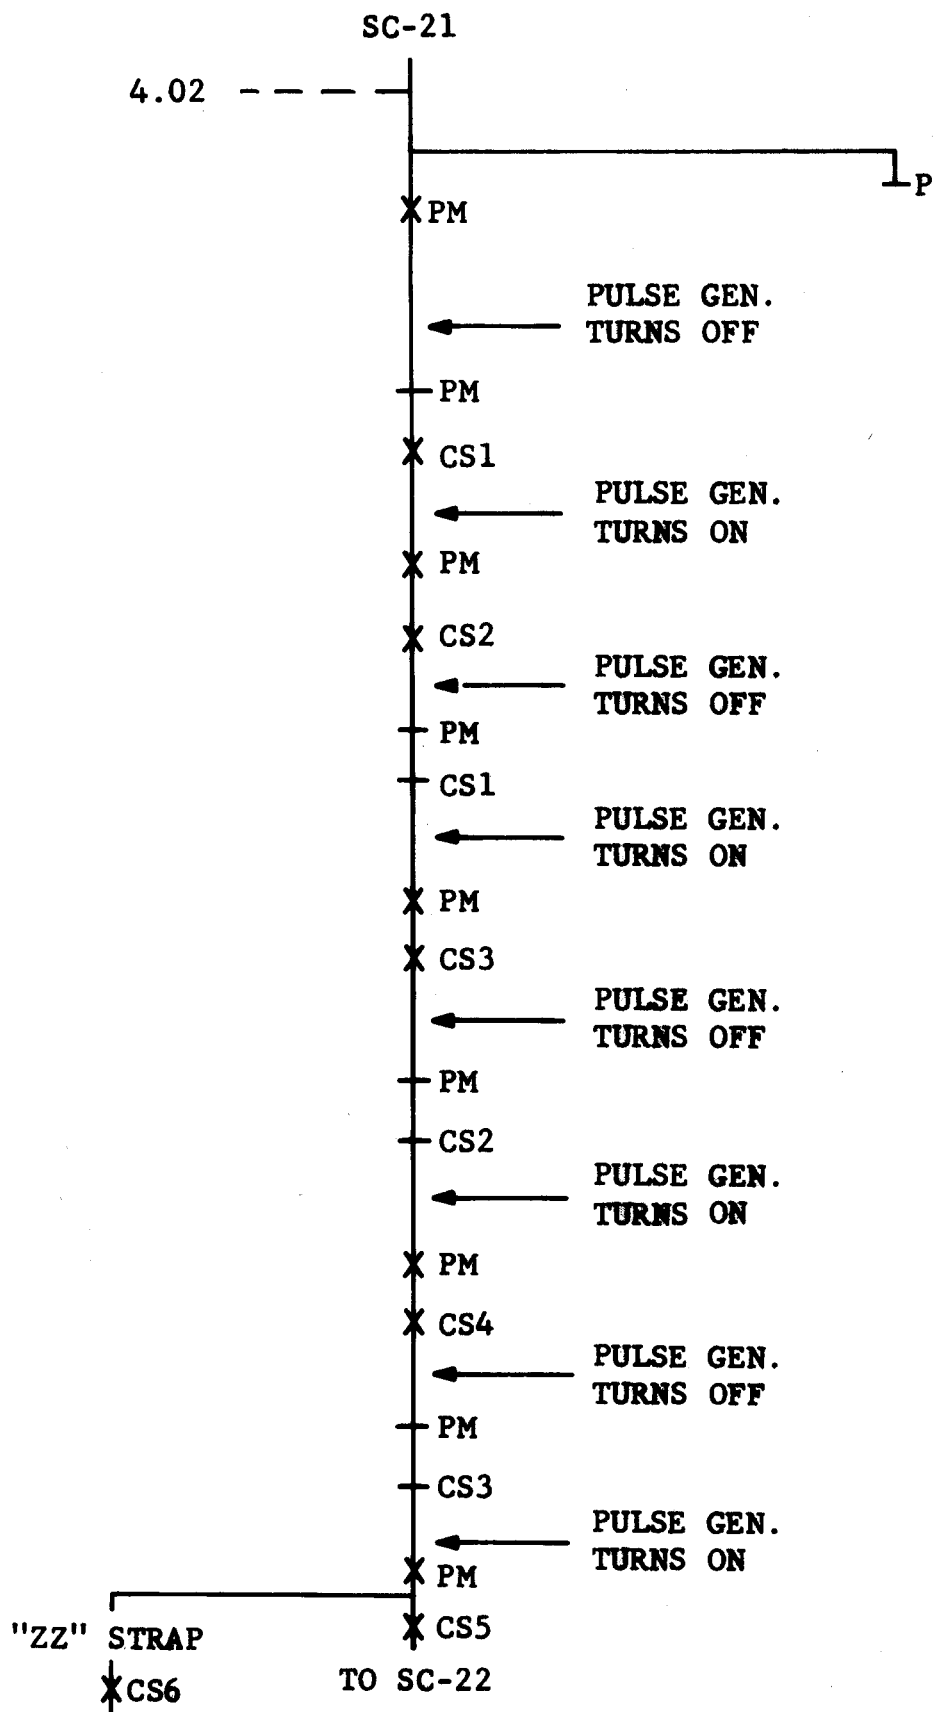 SC-21
4.02
P
PM
PULSE GEN.
TURNS OFF
PM
CS1
PULSE GEN.
TURNS ON
PM
CS2
PULSE GEN.
TURNS OFF
PM
CS1
PULSE GEN.
TURNS ON
PM
CS3
PULSE GEN.
TURNS OFF
PM
CS2
PULSE GEN.
TURNS ON
PM
CS4
PULSE GEN.
TURNS OFF
PM
CS3
PULSE GEN.
TURNS ON
PM
CS5
"ZZ" STRAP
TO SC-22
CS6